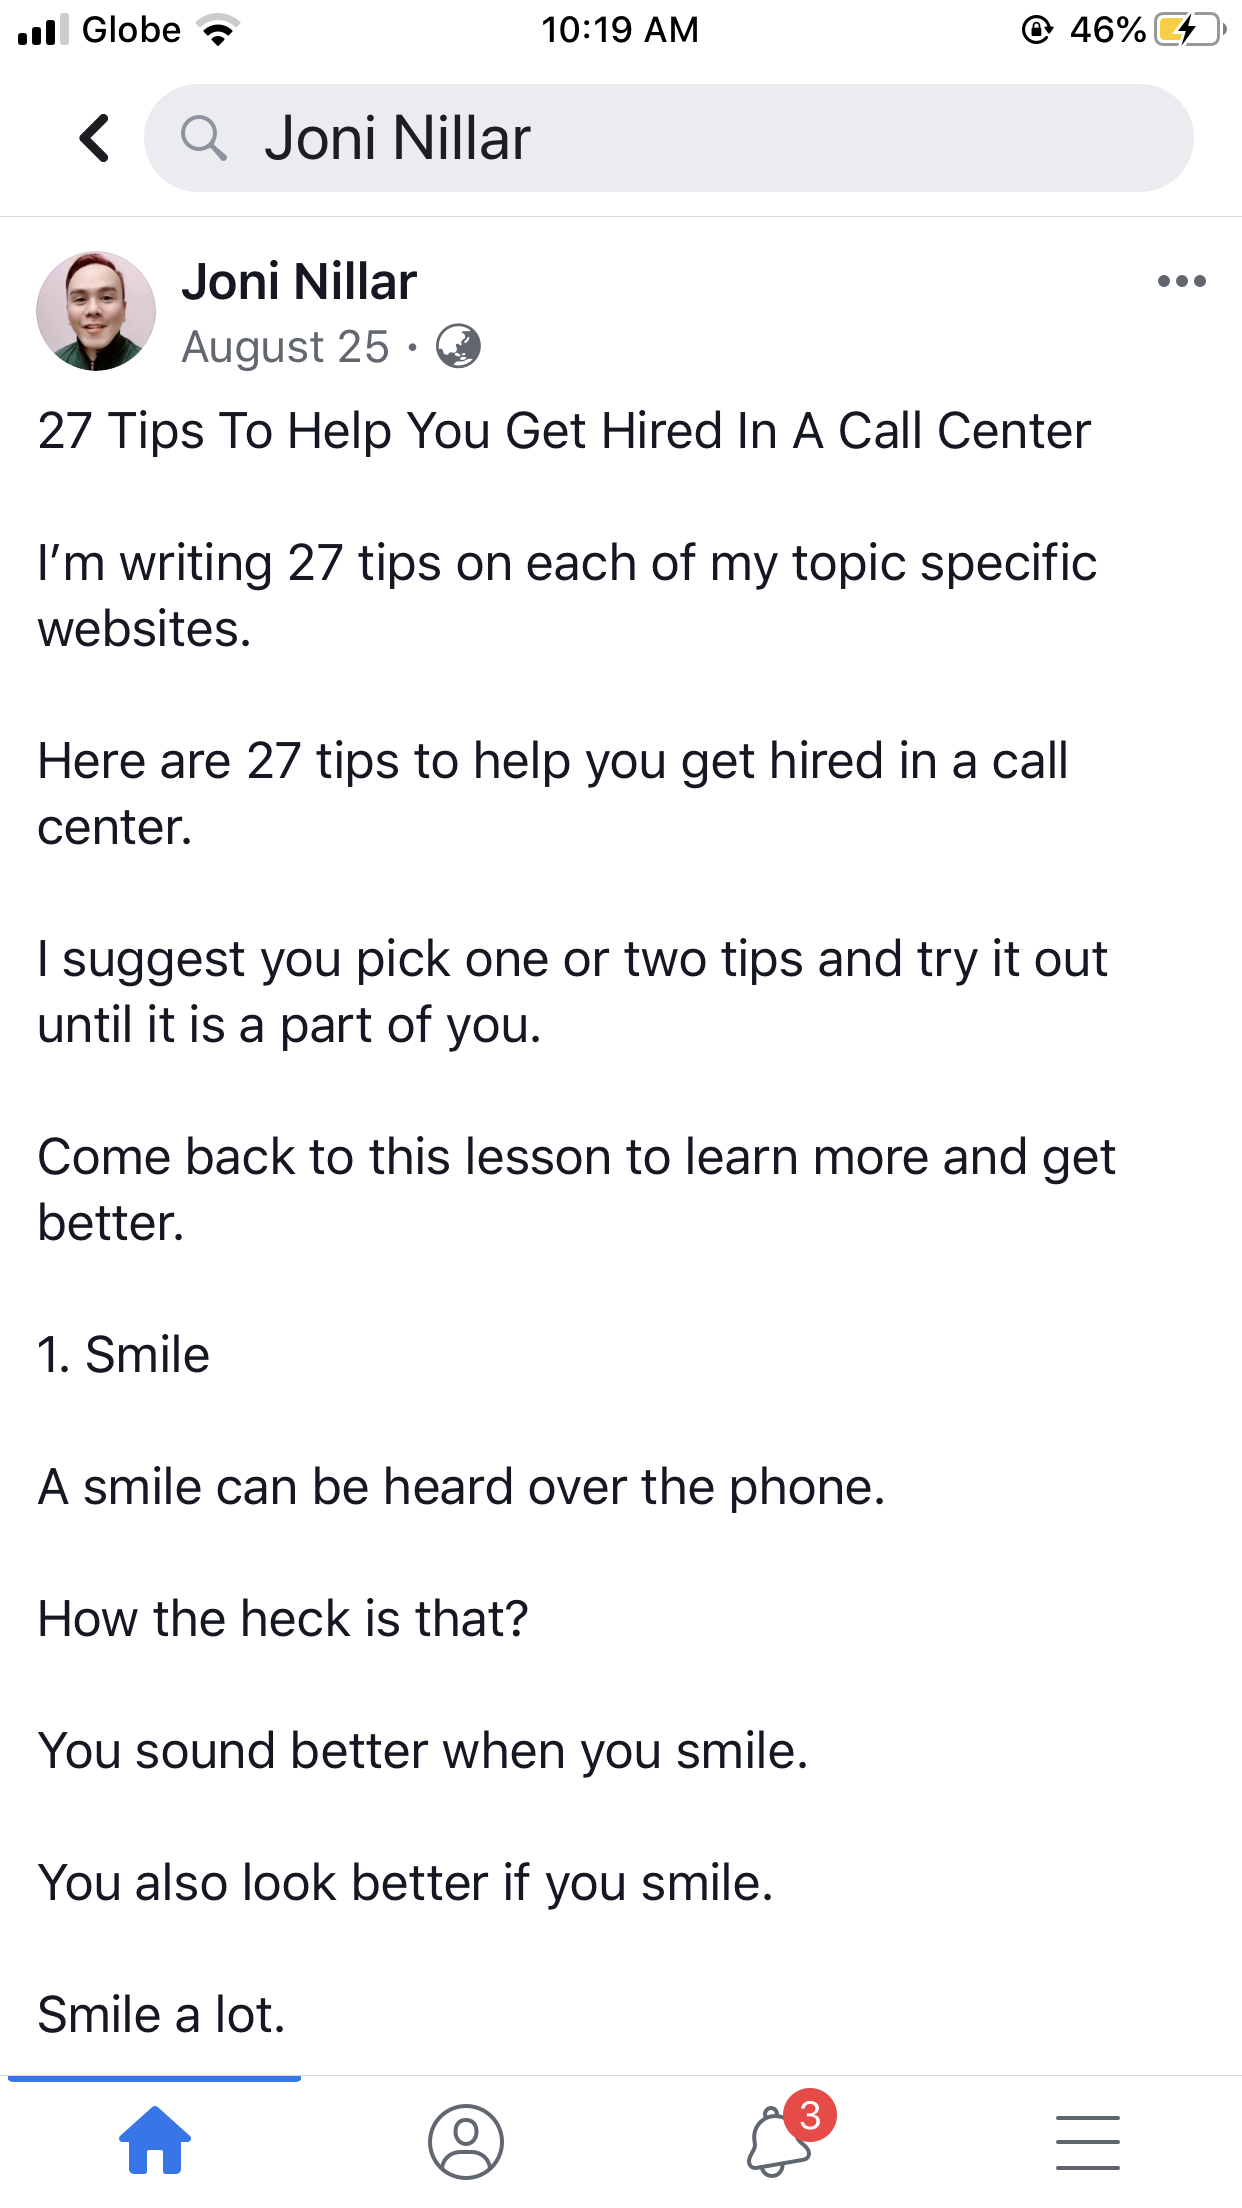 Globe 10:19 AM 46%
Joni Nillar
Joni Nillar
August 25 ·
27 Tips To Help You Get Hired In A Call Center
I’m writing 27 tips on each of my topic specific
websites.
Here are 27 tips to help you get hired in a call
center.
I suggest you pick one or two tips and try it out
until it is a part of you.
Come back to this lesson to learn more and get
better.
1. Smile
A smile can be heard over the phone.
How the heck is that?
You sound better when you smile.
You also look better if you smile.
Smile a lot.
3